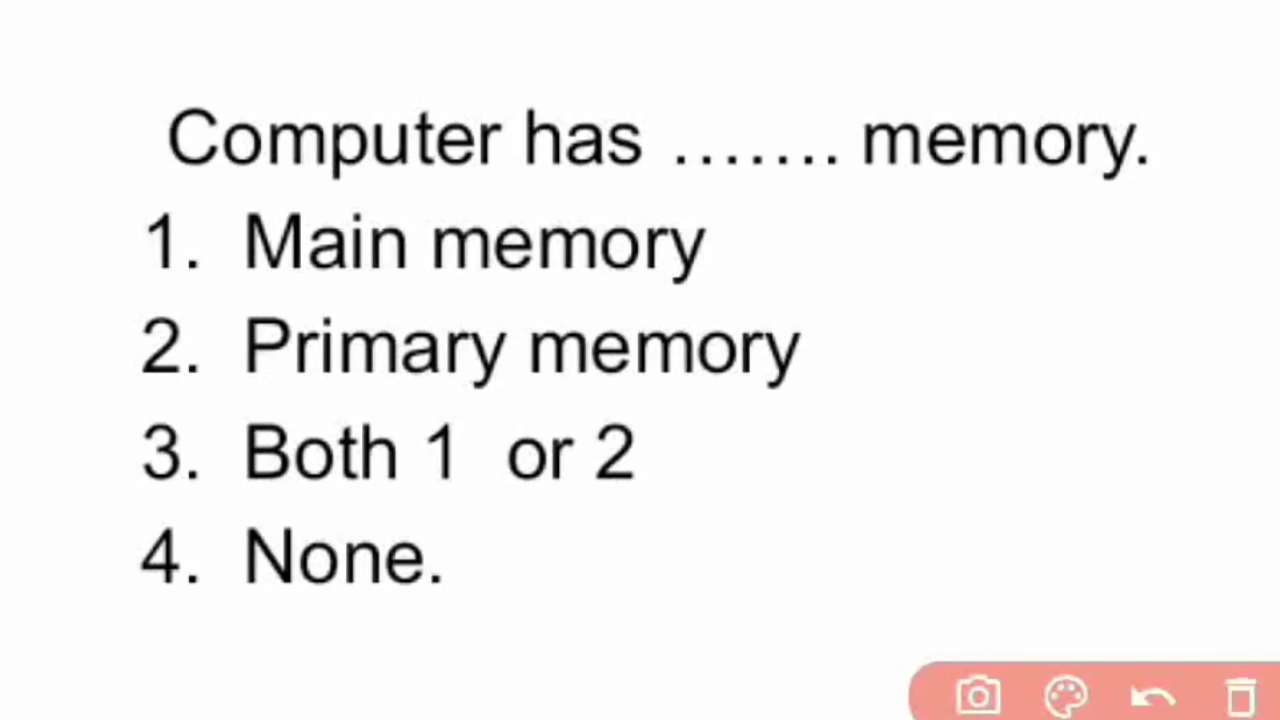 Computer has ....... memory.
1. Main memory
2. Primary memory
3. Both 1 or 2
4. None.